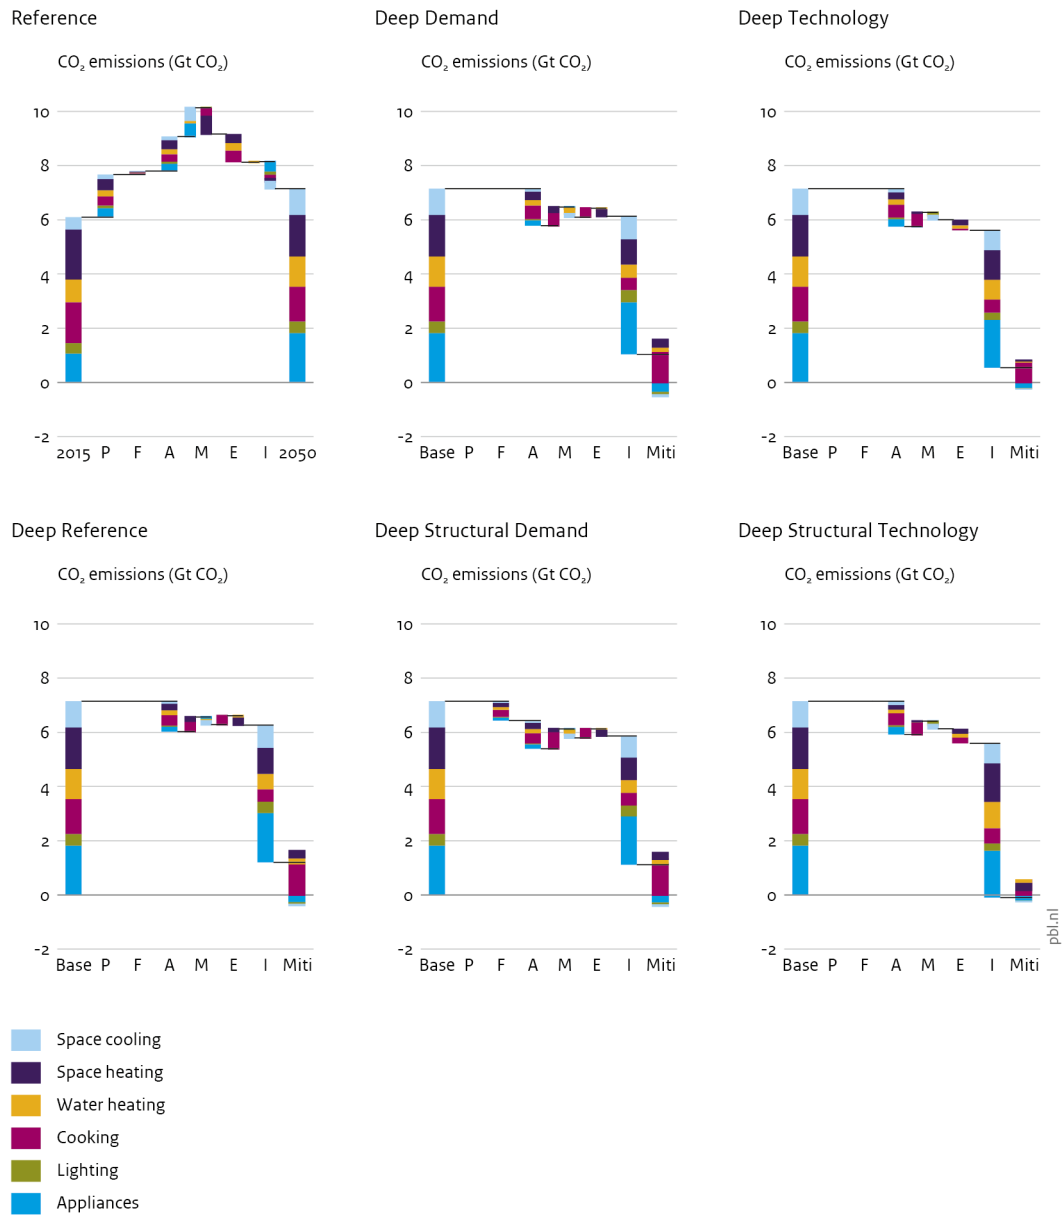 Reference
Deep Demand
Deep Technology
CO₂ emissions (Gt CO₂)
CO₂ emissions (Gt CO₂)
CO₂ emissions (Gt CO₂)
10
8
6
4
2
0
-2
2015 P F A M E I 2050
10
8
6
4
2
0
-2
Base P F A M E I Miti
10
8
6
4
2
0
-2
Base P F A M E I Miti
Deep Reference
Deep Structural Demand
Deep Structural Technology
CO₂ emissions (Gt CO₂)
CO₂ emissions (Gt CO₂)
CO₂ emissions (Gt CO₂)
10
8
6
4
2
0
-2
Base P F A M E I Miti
10
8
6
4
2
0
-2
Base P F A M E I Miti
10
8
6
4
2
0
-2
Base P F A M E I Miti
pbl.nl
Space cooling
Space heating
Water heating
Cooking
Lighting
Appliances